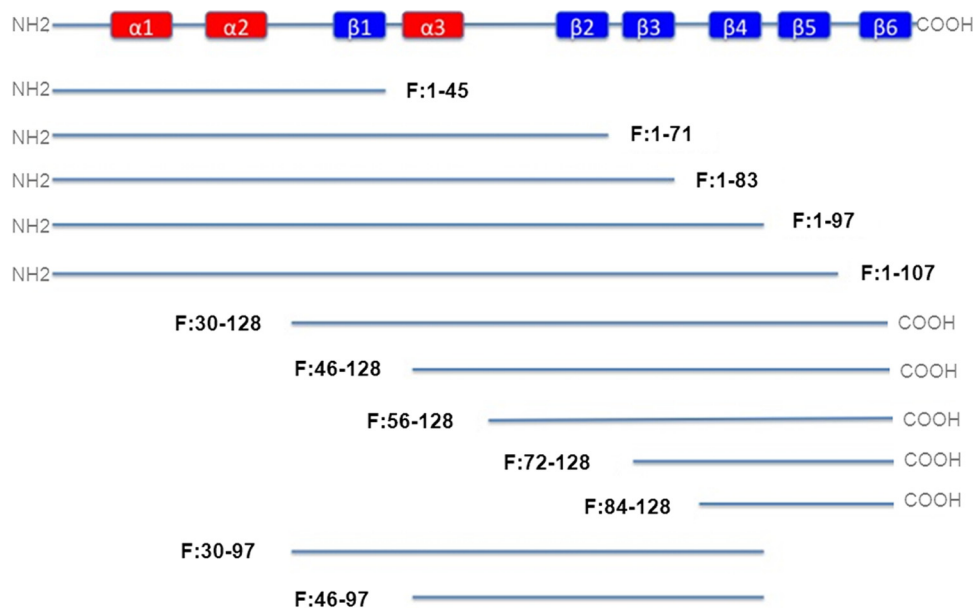 NH2 α1 α2 β1 α3 β2 β3 β4 β5 β6 COOH
NH2 F:1-45
NH2 F:1-71
NH2 F:1-83
NH2 F:1-97
NH2 F:1-107
F:30-128 COOH
F:46-128 COOH
F:56-128 COOH
F:72-128 COOH
F:84-128 COOH
F:30-97
F:46-97